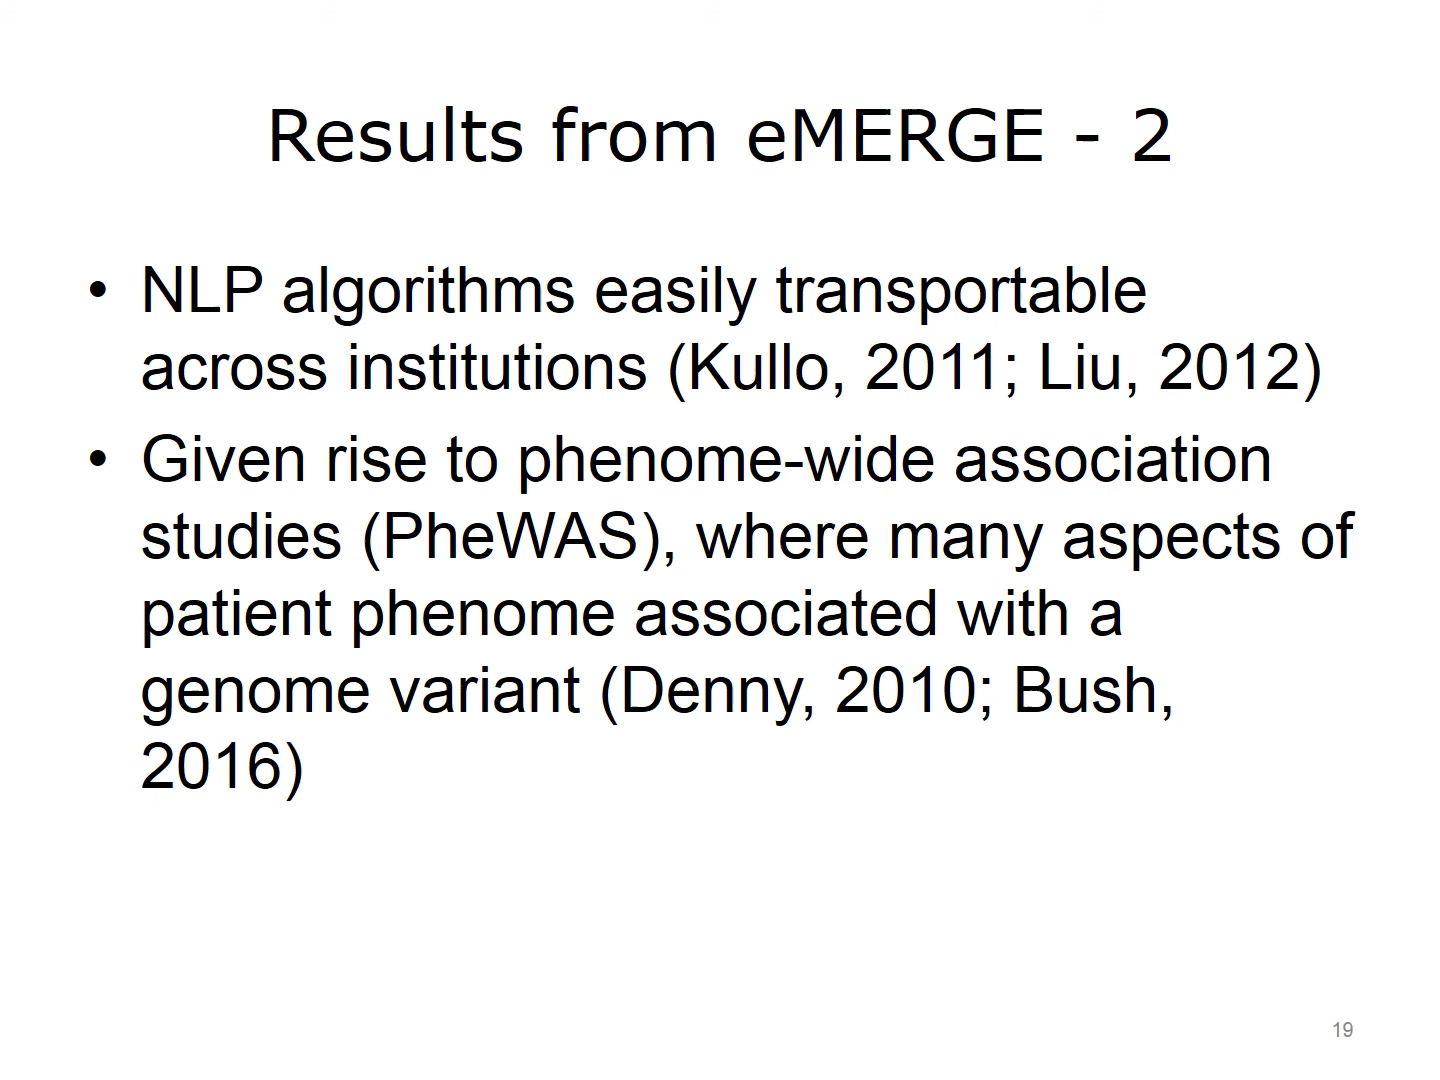 Results from eMERGE - 2
• NLP algorithms easily transportable
across institutions (Kullo, 2011; Liu, 2012)
• Given rise to phenome-wide association
studies (PheWAS), where many aspects of
patient phenome associated with a
genome variant (Denny, 2010; Bush,
2016)
19